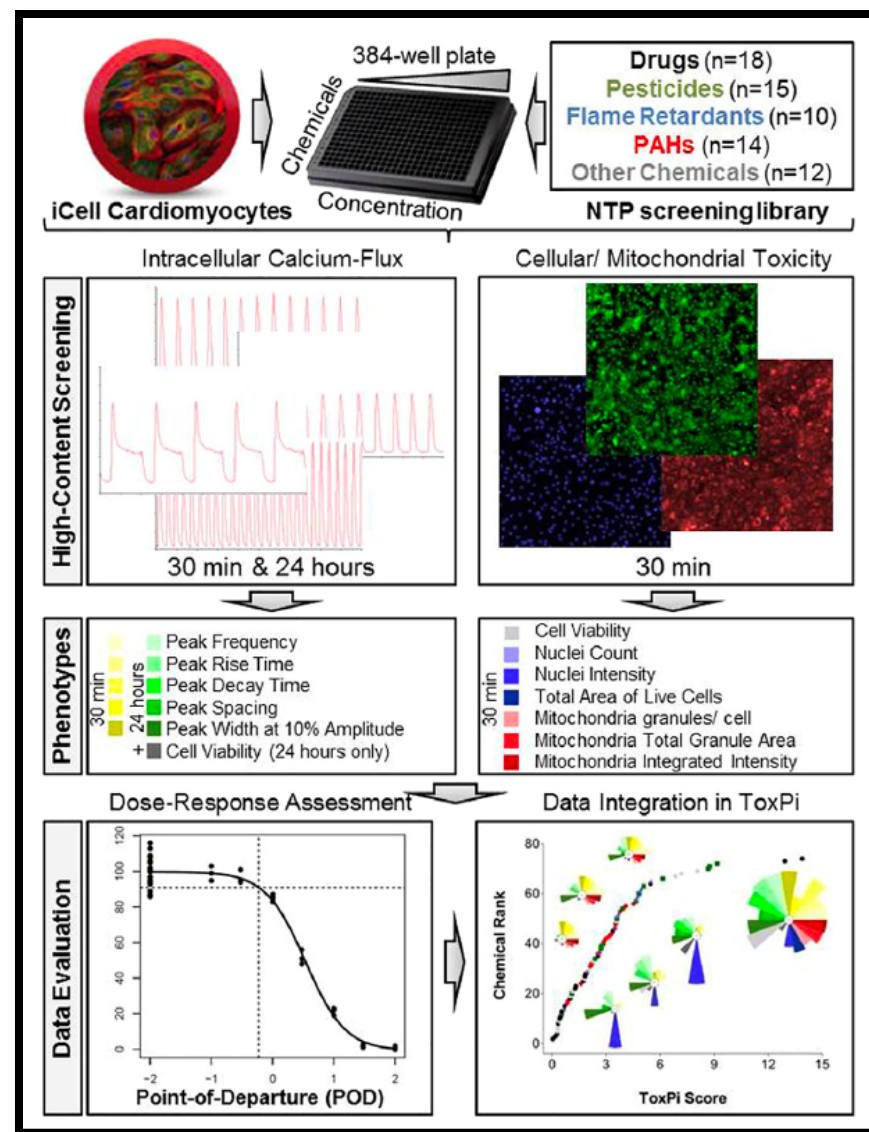 384-well plate
Chemicals
Concentration
iCell Cardiomyocytes
Drugs (n=18)
Pesticides (n=15)
Flame Retardants (n=10)
PAHs (n=14)
Other Chemicals (n=12)
NTP screening library
High-Content Screening
Intracellular Calcium-Flux
30 min & 24 hours
Cellular/ Mitochondrial Toxicity
30 min
Phenotypes
30 min
+ 24 hours
Peak Frequency
Peak Rise Time
Peak Decay Time
Peak Spacing
Peak Width at 10% Amplitude
Cell Viability (24 hours only)
30 min
Cell Viability
Nuclei Count
Nuclei Intensity
Total Area of Live Cells
Mitochondria granules/ cell
Mitochondria Total Granule Area
Mitochondria Integrated Intensity
Data Evaluation
Dose-Response Assessment
120
100
80
60
40
20
0
−2 −1 0 1 2
Point-of-Departure (POD)
Data Integration in ToxPi
Chemical Rank
80
60
40
20
0
0 3 6 9 12 15
ToxPi Score